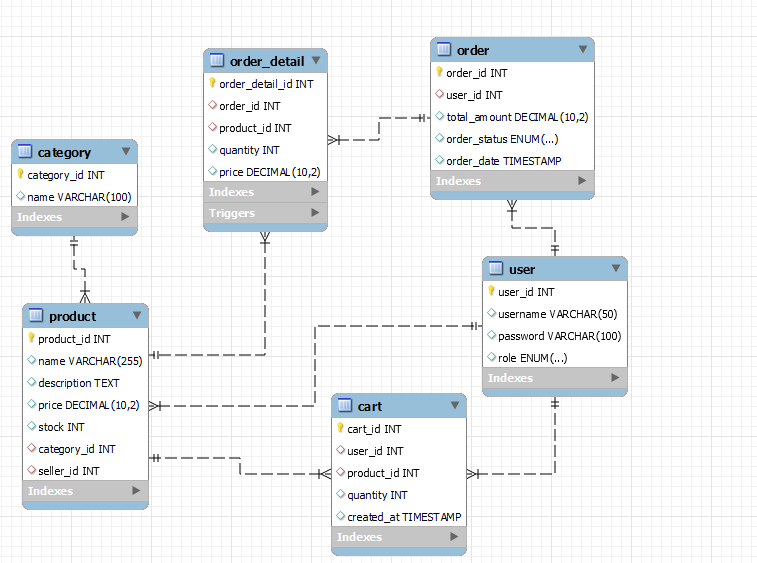 order_detail
order_detail_id INT
order_id INT
product_id INT
quantity INT
price DECIMAL(10,2)
Indexes
Triggers
order
order_id INT
user_id INT
total_amount DECIMAL(10,2)
order_status ENUM(...)
order_date TIMESTAMP
Indexes
category
category_id INT
name VARCHAR(100)
Indexes
user
user_id INT
username VARCHAR(50)
password VARCHAR(100)
role ENUM(...)
Indexes
product
product_id INT
name VARCHAR(255)
description TEXT
price DECIMAL(10,2)
stock INT
category_id INT
seller_id INT
Indexes
cart
cart_id INT
user_id INT
product_id INT
quantity INT
created_at TIMESTAMP
Indexes